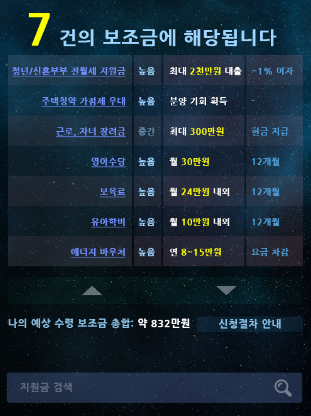 7 건의 보조금에 해당됩니다
청년/신혼부부 전월세 지원금 높음 최대 2천만원 대출 ~1% 이자
주택청약 가점제 우대 높음 분양 기회 획득 -
근로, 자녀 장려금 중간 최대 300만원 현금 지급
영아수당 높음 월 30만원 12개월
보육료 높음 월 24만원 내외 12개월
유아학비 높음 월 10만원 내외 12개월
에너지 바우처 높음 연 8~15만원 요금 차감
나의 예상 수령 보조금 총합: 약 832만원 신청절차 안내
지원금 검색